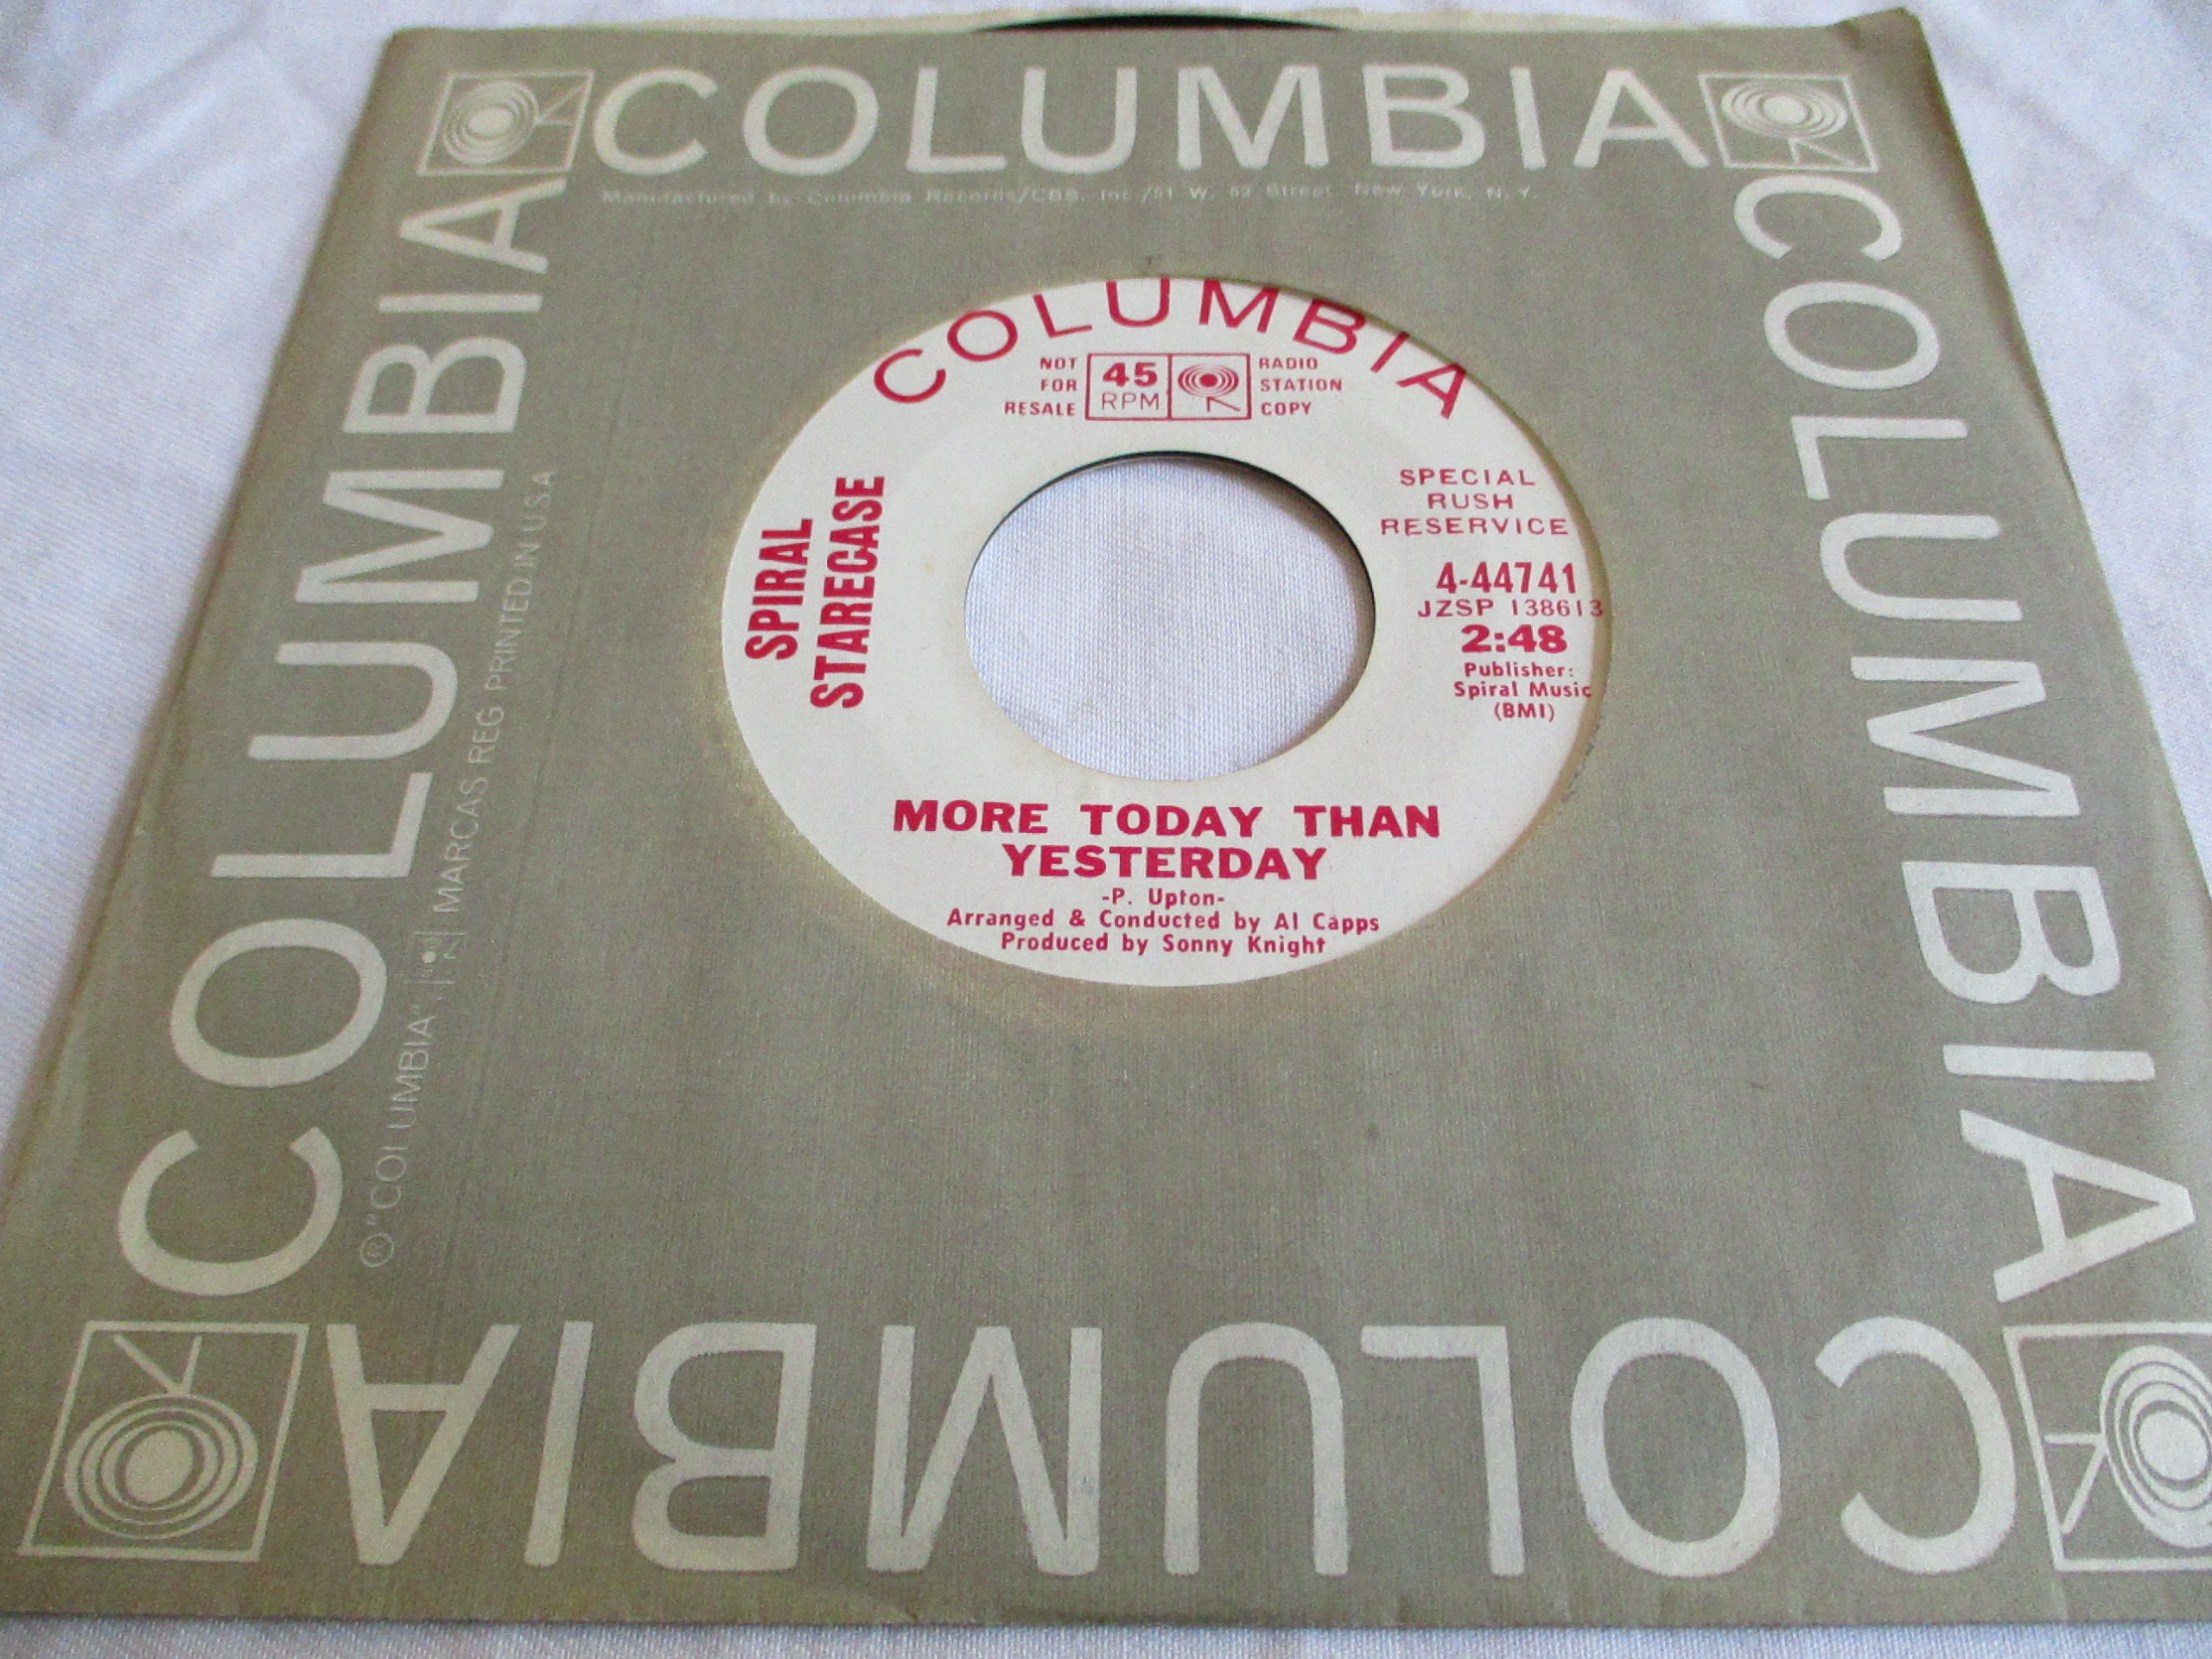 COLUMBIA
Manufactured by Columbia Records/CBS, Inc./51 W. 52 Street, New York, N.Y.
COLUMBIA
COLUMBIA
COLUMBIA
® "COLUMBIA", MARCAS REG PRINTED IN U.S.A
COLUMBIA
NOT FOR RESALE
45 RPM
RADIO STATION COPY
SPIRAL
STARECASE
SPECIAL
RUSH
RESERVICE
4-44741
JZSP 138613
2:48
Publisher:
Spiral Music
(BMI)
MORE TODAY THAN
YESTERDAY
-P. Upton-
Arranged & Conducted by Al Capps
Produced by Sonny Knight